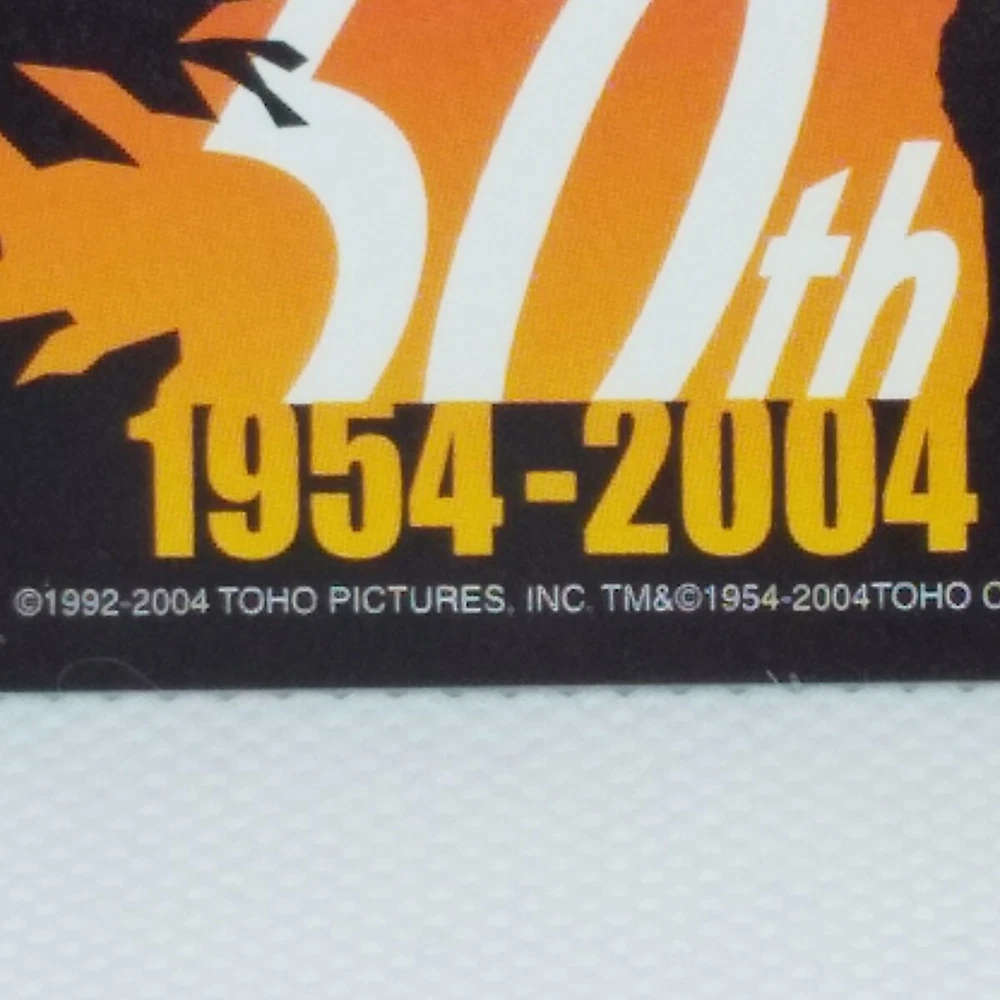 50th
1954-2004
©1992-2004 TOHO PICTURES, INC. TM&©1954-2004TOHO C